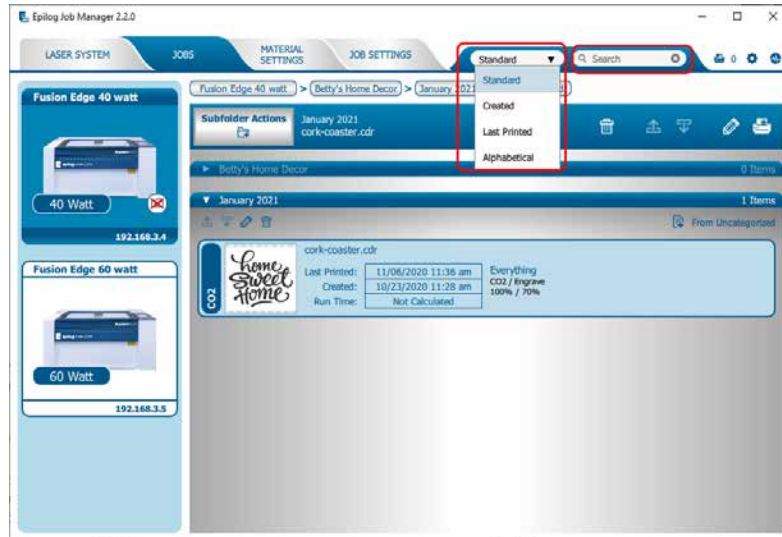 Epilog Job Manager 2.2.0
LASER SYSTEM
JOBS
MATERIAL
SETTINGS
JOB SETTINGS
Standard
Search
0
Standard
Created
Last Printed
Alphabetical
Fusion Edge 40 watt
40 Watt
192.168.3.4
Fusion Edge 60 watt
60 Watt
192.168.3.5
Fusion Edge 40 watt > Betty's Home Decor > January 2021
Subfolder Actions
January 2021
cork-coaster.cdr
Betty's Home Decor
0 Items
January 2021
1 Items
From Uncategorized
CO2
home
Sweet
Home
cork-coaster.cdr
Last Printed: 11/06/2020 11:36 am
Created: 10/23/2020 11:28 am
Run Time: Not Calculated
Everything
CO2 / Engrave
100% / 70%